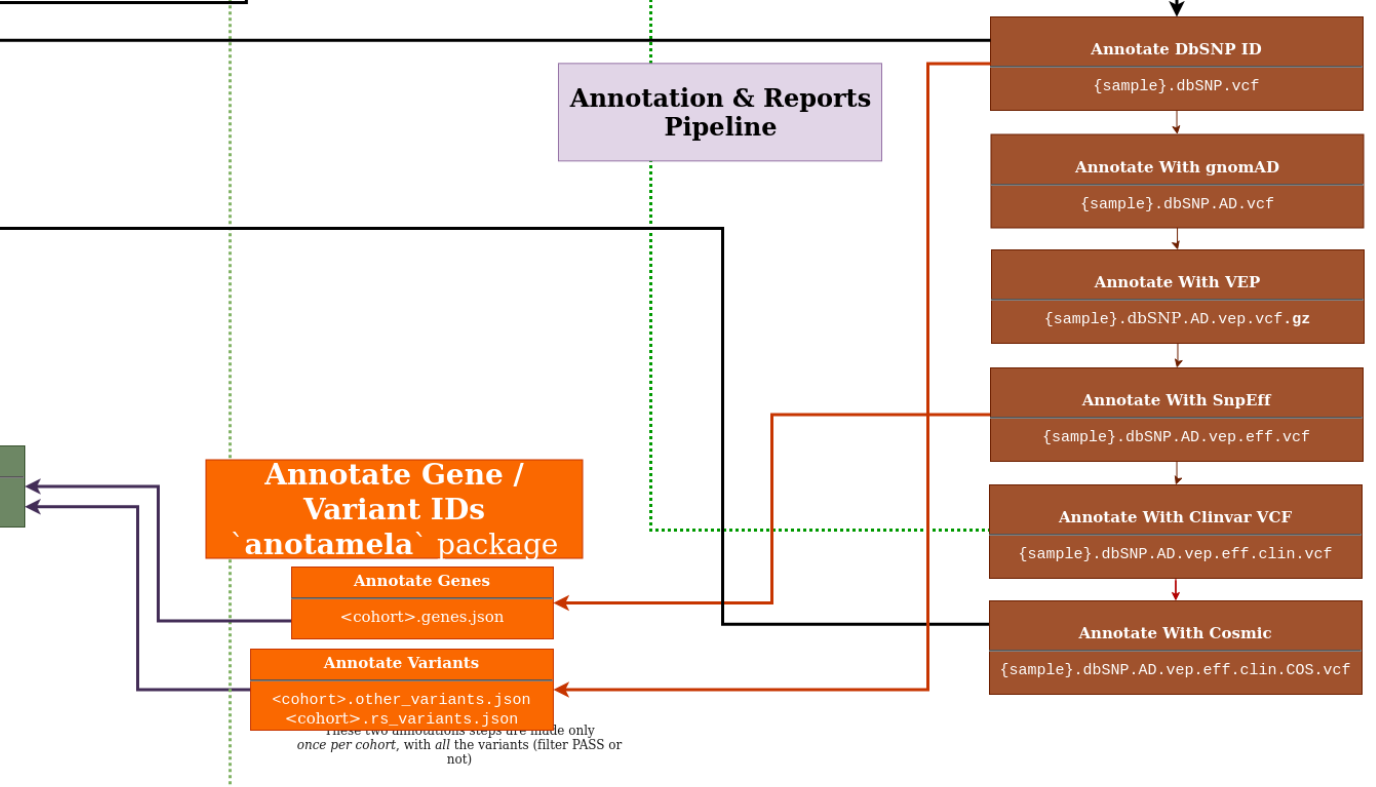 Annotate DbSNP ID
{sample}.dbSNP.vcf
Annotation & Reports
Pipeline
Annotate With gnomAD
{sample}.dbSNP.AD.vcf
Annotate With VEP
{sample}.dbSNP.AD.vep.vcf.gz
Annotate With SnpEff
{sample}.dbSNP.AD.vep.eff.vcf
Annotate With Clinvar VCF
{sample}.dbSNP.AD.vep.eff.clin.vcf
Annotate With Cosmic
{sample}.dbSNP.AD.vep.eff.clin.COS.vcf
Annotate Gene /
Variant IDs
`anotamela` package
Annotate Genes
<cohort>.genes.json
Annotate Variants
<cohort>.other_variants.json
<cohort>.rs_variants.json
These two annotations steps are made only
once per cohort, with all the variants (filter PASS or
not)